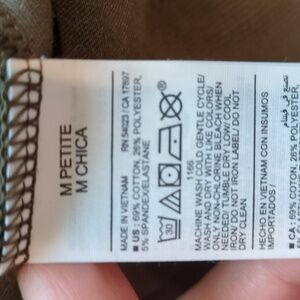 M PETITE
M CHICA
RN 54023 / CA 17897
MADE IN VIETNAM
■ US : 69% COTTON, 26% POLYESTER,
5% SPANDEX/ELASTANE
30
1166
MACHINE WASH COLD GENTLE CYCLE/
WASH AND DRY WITH LIKE COLORS/
ONLY NON-CHLORINE BLEACH WHEN
NEEDED/ TUMBLE DRY LOW/ COOL
IRON/ DO NOT IRON LABEL/ DO NOT
DRY CLEAN
HECHO EN VIETNAM CON INSUMOS
IMPORTADOS /
■ CA : 69% COTTON, 26% POLYESTER,